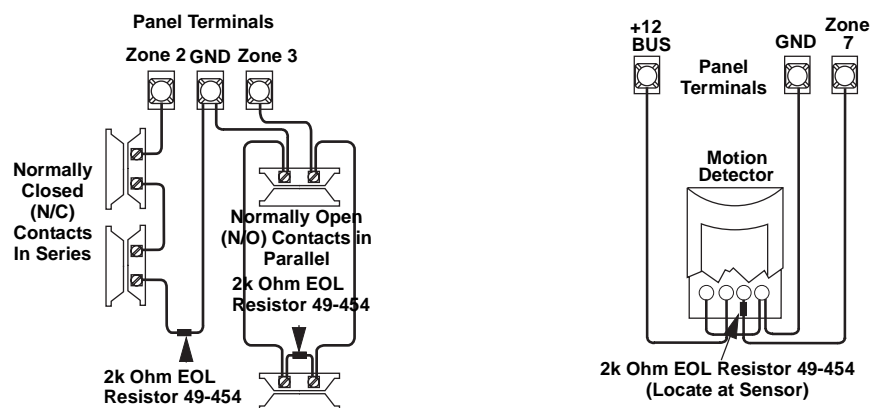 Panel Terminals
Zone 2 GND Zone 3
Normally
Closed
(N/C)
Contacts
In Series
Normally Open
(N/O) Contacts in
Parallel
2k Ohm EOL
Resistor 49-454
2k Ohm EOL
Resistor 49-454
+12
BUS
Panel
Terminals
GND
Zone
7
Motion
Detector
2k Ohm EOL Resistor 49-454
(Locate at Sensor)